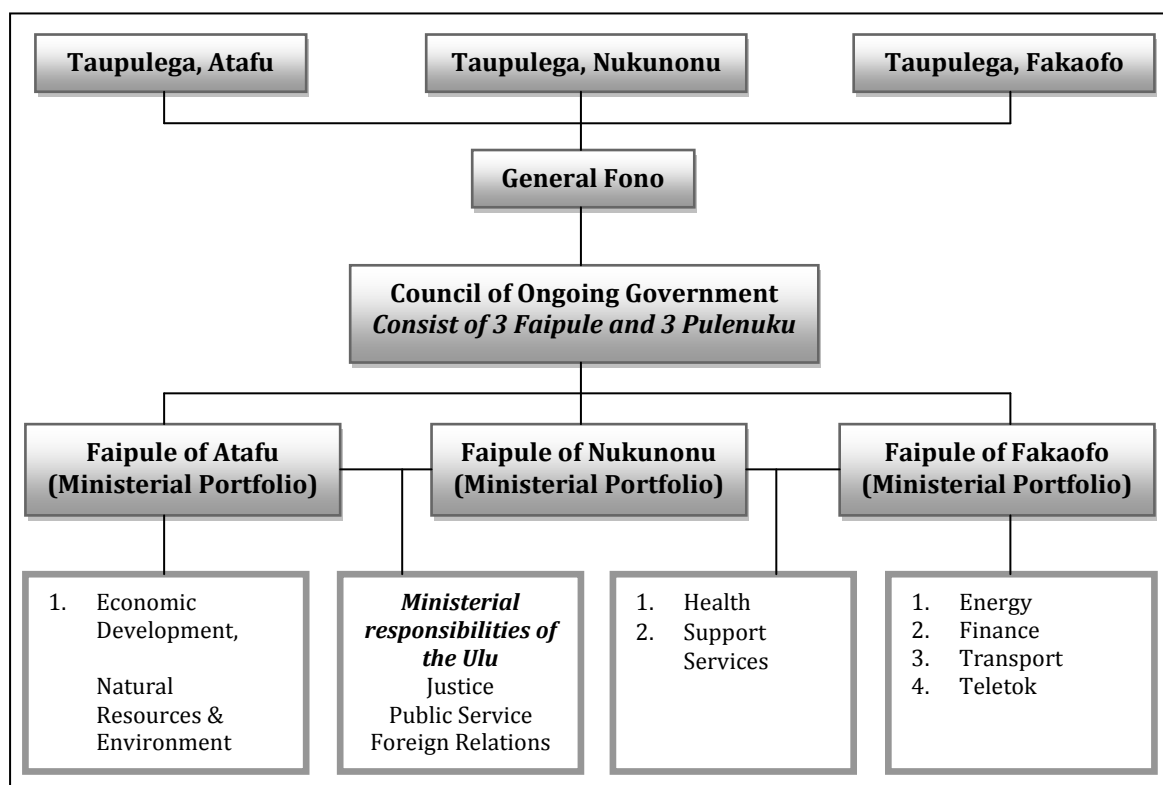 Taupulega, Atafu
Taupulega, Nukunonu
Taupulega, Fakaofo
General Fono
Council of Ongoing Government
Consist of 3 Faipule and 3 Pulenuku
Faipule of Atafu
(Ministerial Portfolio)
Faipule of Nukunonu
(Ministerial Portfolio)
Faipule of Fakaofo
(Ministerial Portfolio)
1. Economic
Development,
Natural
Resources &
Environment
Ministerial
responsibilities of
the Ulu
Justice
Public Service
Foreign Relations
1. Health
2. Support
Services
1. Energy
2. Finance
3. Transport
4. Teletok